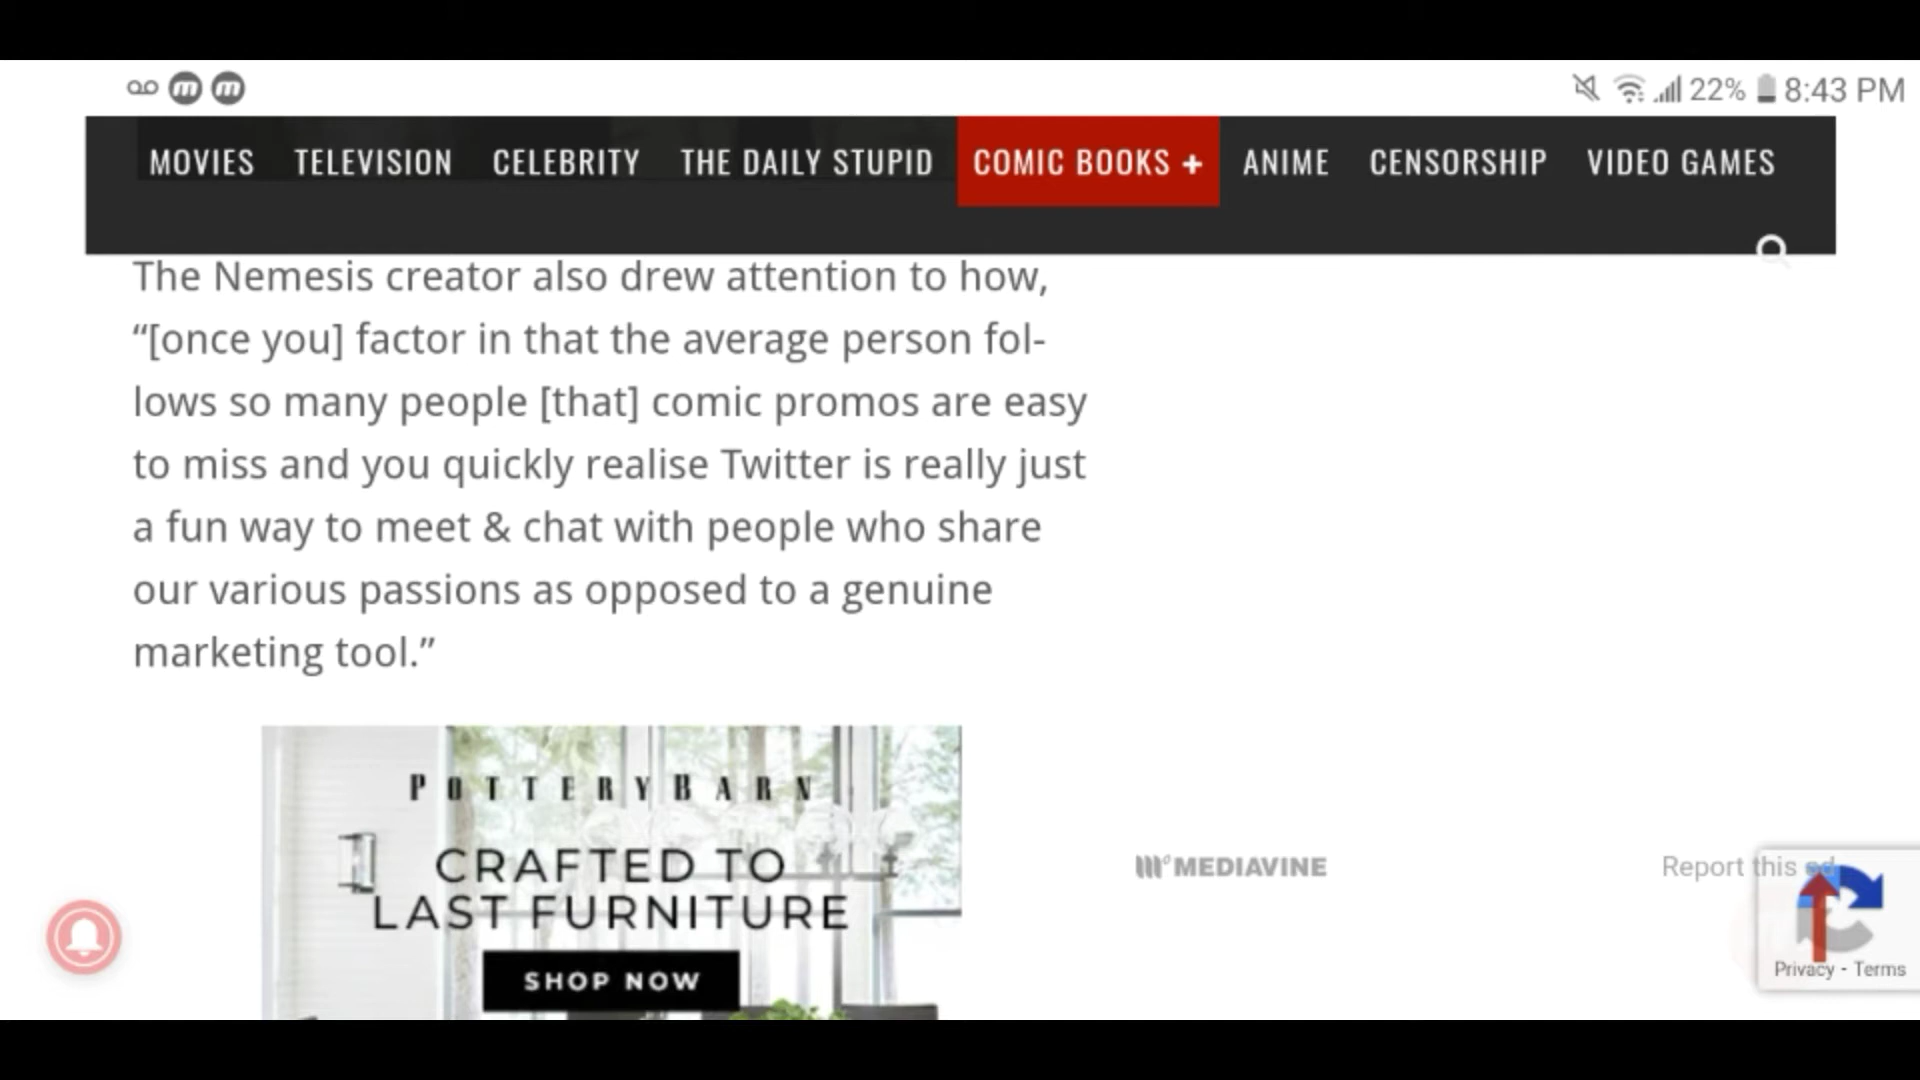 22% 8:43 PM
MOVIES TELEVISION CELEBRITY THE DAILY STUPID COMIC BOOKS + ANIME CENSORSHIP VIDEO GAMES
The Nemesis creator also drew attention to how,
“[once you] factor in that the average person fol-
lows so many people [that] comic promos are easy
to miss and you quickly realise Twitter is really just
a fun way to meet & chat with people who share
our various passions as opposed to a genuine
marketing tool.”
POTTERYBARN
CRAFTED TO
LAST FURNITURE
SHOP NOW
MEDIAVINE
Report this ad
Privacy - Terms